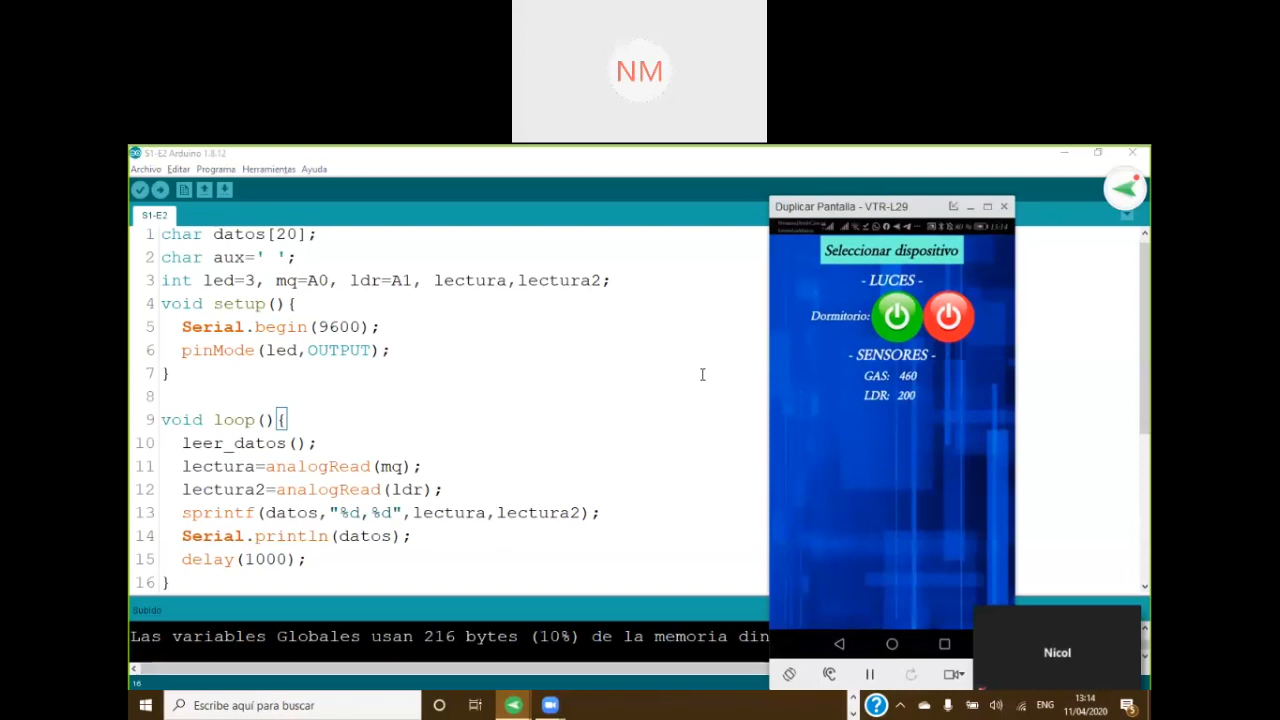 NM
S1-E2 Arduino 1.8.12
Archivo Editar Programa Herramientas Ayuda
S1-E2
1 char datos[20];
2 char aux=' ';
3 int led=3, mq=A0, ldr=A1, lectura,lectura2;
4 void setup(){
5 Serial.begin(9600);
6 pinMode(led,OUTPUT);
7 }
8
9 void loop(){
10 leer_datos();
11 lectura=analogRead(mq);
12 lectura2=analogRead(ldr);
13 sprintf(datos,"%d,%d",lectura,lectura2);
14 Serial.println(datos);
15 delay(1000);
16 }
Subido
Las variables Globales usan 216 bytes (10%) de la memoria din
16
Duplicar Pantalla - VTR-L29
13:14
Seleccionar dispositivo
- LUCES -
Dormitorio:
- SENSORES -
GAS: 460
LDR: 200
Nicol
Escribe aquí para buscar
ENG
13:14
11/04/2020
5